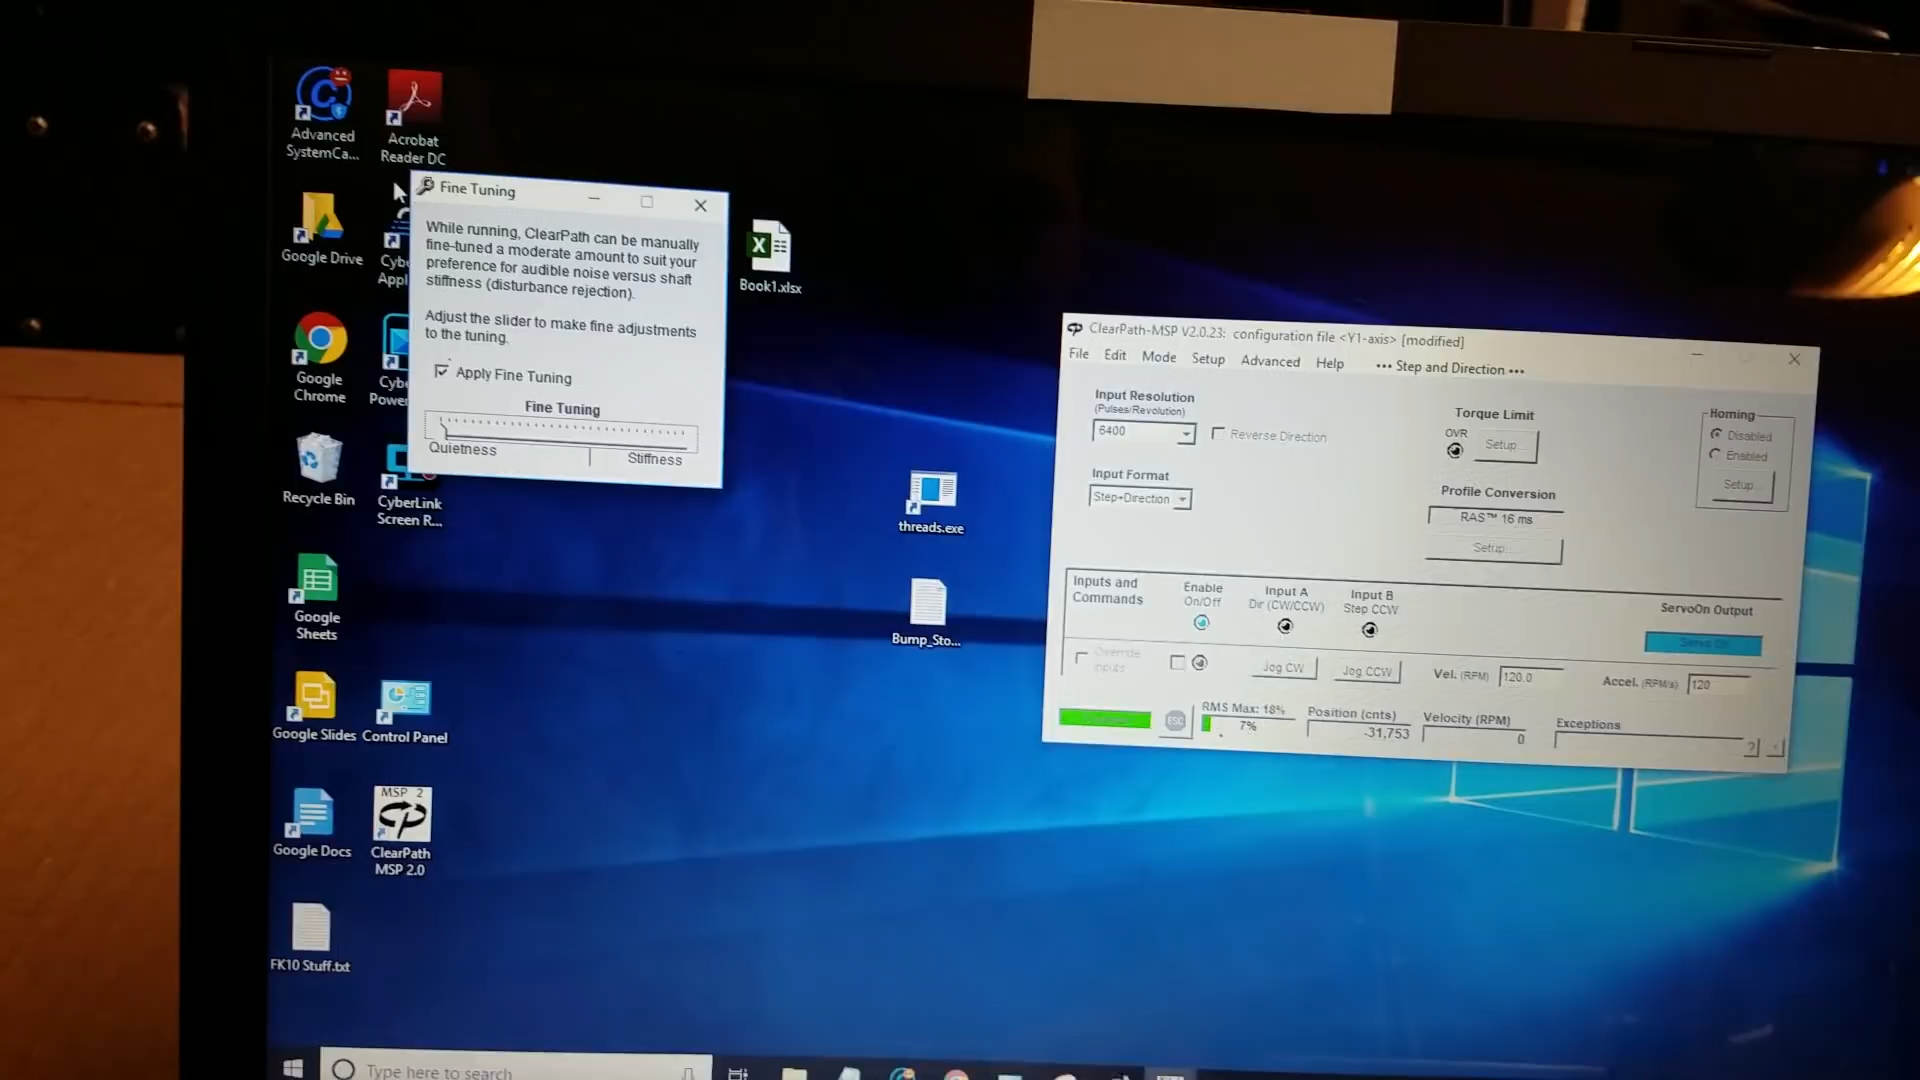 Advanced
SystemCa...
Acrobat
Reader DC
Google Drive
Cybe
Appl
Google
Chrome
Cybe
Power
Recycle Bin
CyberLink
Screen R...
Google
Sheets
Google Slides
Control Panel
Google Docs
MSP 2
ClearPath
MSP 2.0
FK10 Stuff.txt
Fine Tuning
While running, ClearPath can be manually
fine-tuned a moderate amount to suit your
preference for audible noise versus shaft
stiffness (disturbance rejection).
Adjust the slider to make fine adjustments
to the tuning.
Apply Fine Tuning
Fine Tuning
Quietness
Stiffness
X
Book1.xlsx
threads.exe
Bump_Sto...
ClearPath-MSP V2.0.23: configuration file <Y1-axis> [modified]
File Edit Mode Setup Advanced Help ••• Step and Direction •••
Input Resolution
(Pulses/Revolution)
6400
Reverse Direction
Input Format
Step+Direction
Torque Limit
OVR
Setup...
Profile Conversion
RAS™ 16 ms
Setup...
Homing
Disabled
Enabled
Setup...
Inputs and
Commands
Enable
On/Off
Input A
Dir (CW/CCW)
Input B
Step CCW
ServoOn Output
Servo On
Override
Inputs
Jog CW
Jog CCW
Vel. (RPM)
120.0
Accel. (RPM/s)
120
ESC
RMS Max: 18%
7%
Position (cnts)
-31,753
Velocity (RPM)
0
Exceptions
?
Type here to search